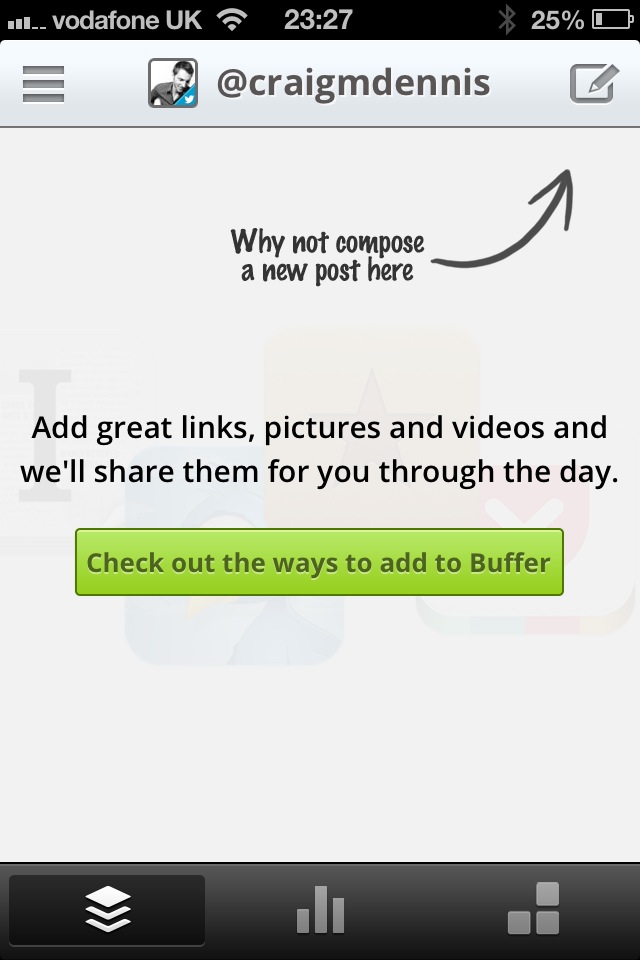 vodafone UK 23:27 25%
@craigmdennis
Why not compose
a new post here
I
Add great links, pictures and videos and
we'll share them for you through the day.
Check out the ways to add to Buffer